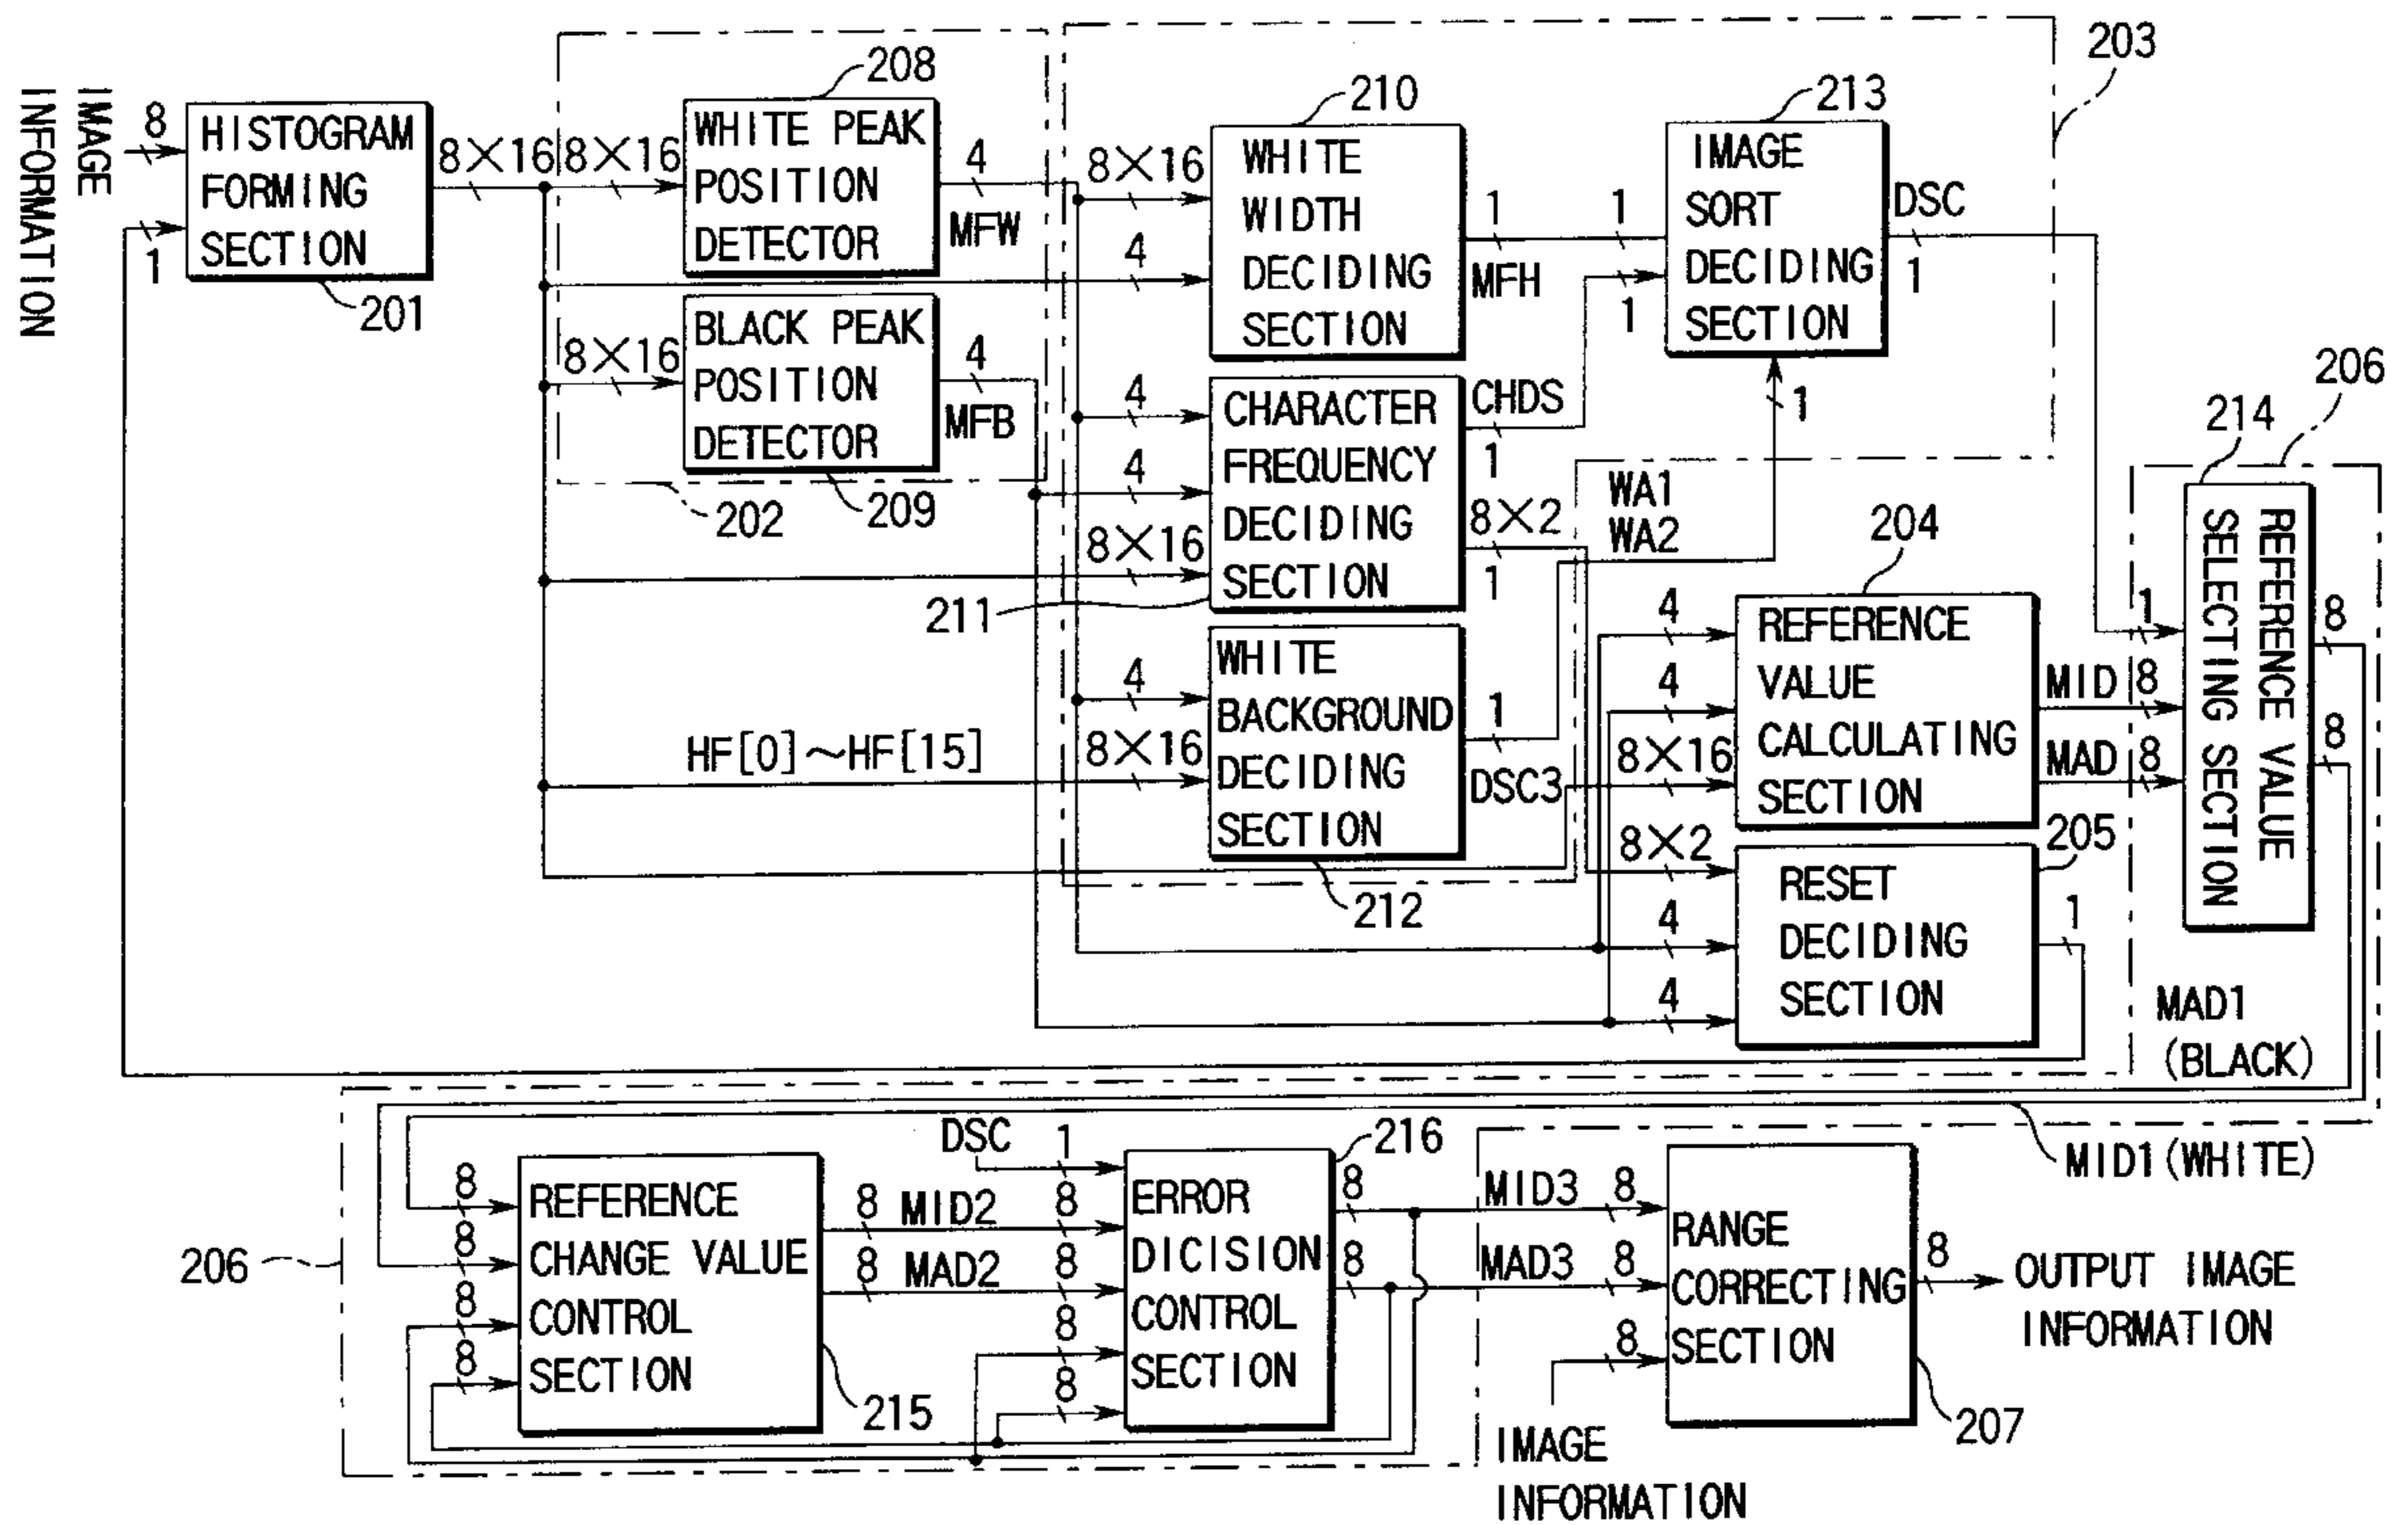 IMAGE
INFORMATION
8
1
HISTOGRAM
FORMING
SECTION
201
8×16
8×16
WHITE PEAK
POSITION
DETECTOR
208
4
MFW
8×16
BLACK PEAK
POSITION
DETECTOR
209
4
MFB
202
203
8×16
4
WHITE
WIDTH
DECIDING
SECTION
210
1
MFH
1
1
IMAGE
SORT
DECIDING
SECTION
213
DSC
1
1
4
4
8×16
CHARACTER
FREQUENCY
DECIDING
SECTION
211
CHDS
1
8×2
1
WA1
WA2
HF[0]~HF[15]
4
8×16
WHITE
BACKGROUND
DECIDING
SECTION
212
1
DSC3
4
4
8×16
REFERENCE
VALUE
CALCULATING
SECTION
204
MID
8
MAD
8
1
8×2
4
4
RESET
DECIDING
SECTION
205
1
206
214
REFERENCE VALUE
SELECTING SECTION
8
8
MAD1
(BLACK)
MID1(WHITE)
206
8
8
8
8
REFERENCE
CHANGE VALUE
CONTROL
SECTION
215
8
MID2
8
8
MAD2
8
DSC
1
8
8
ERROR
DICISION
CONTROL
SECTION
216
8
8
MID3
8
MAD3
8
8
RANGE
CORRECTING
SECTION
207
IMAGE
INFORMATION
8
OUTPUT IMAGE
INFORMATION